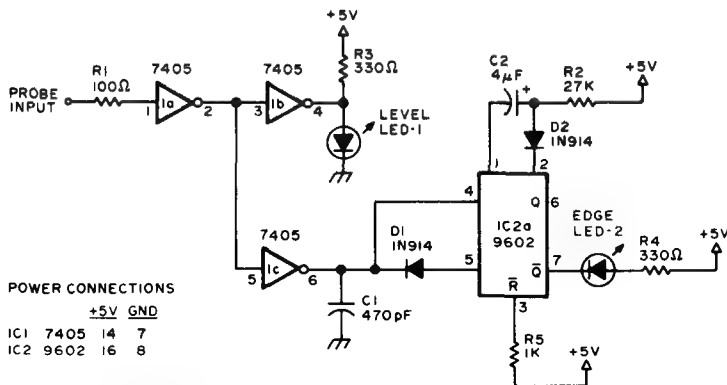 PROBE INPUT
R1
100Ω
7405
1a
1
2
7405
1b
3
4
+5V
R3
330Ω
LEVEL
LED-1
7405
1c
5
6
C1
470pF
D1
1N914
C2
4µF
+
R2
27K
+5V
D2
1N914
1
2
4
5
Q
6
IC2a
9602
Q̅
7
R̅
3
EDGE
LED-2
R4
330Ω
+5V
R5
1K
+5V
POWER CONNECTIONS
+5V GND
IC1 7405 14 7
IC2 9602 16 8